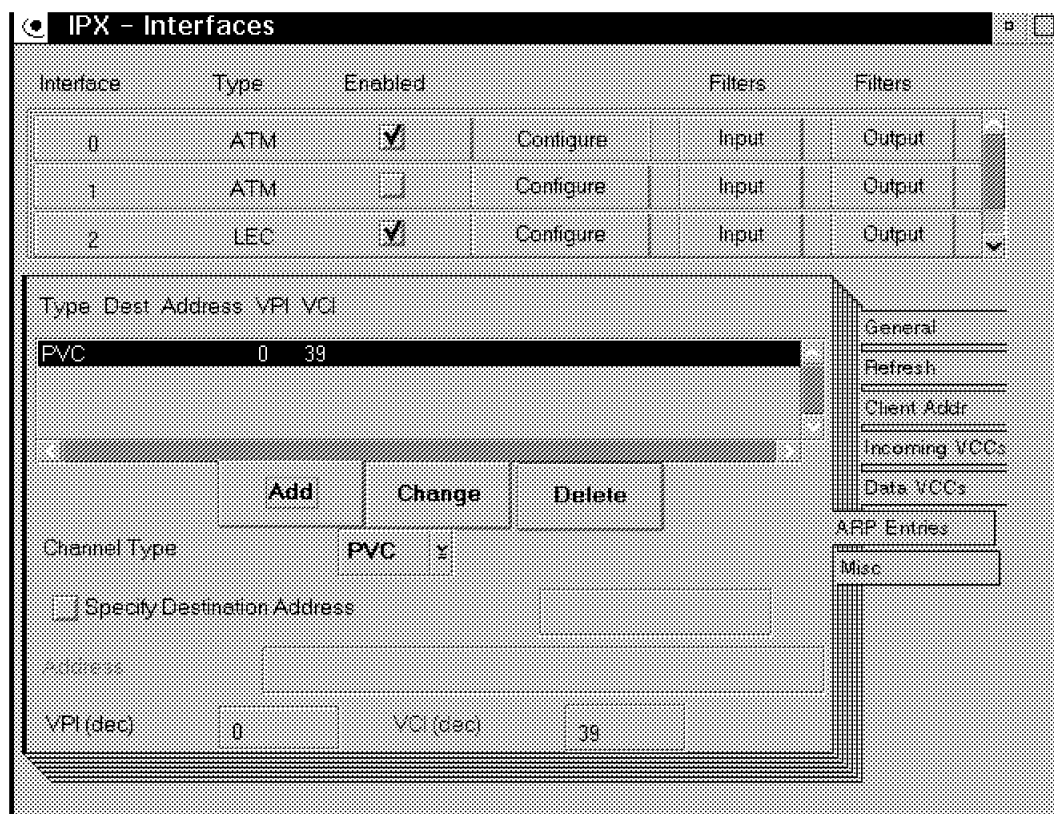 IPX - Interfaces
Interface Type Enabled Filters Filters
0 ATM Configure Input Output
1 ATM Configure Input Output
2 LEC Configure Input Output
Type Dest Address VPI VCI
PVC 0 39
General
Refresh
Client Addr
Incoming VCCs
Data VCCs
ARP Entries
Misc
Add Change Delete
Channel Type PVC
Specify Destination Address
Address
VPI (dec) 0 VCI (dec) 39